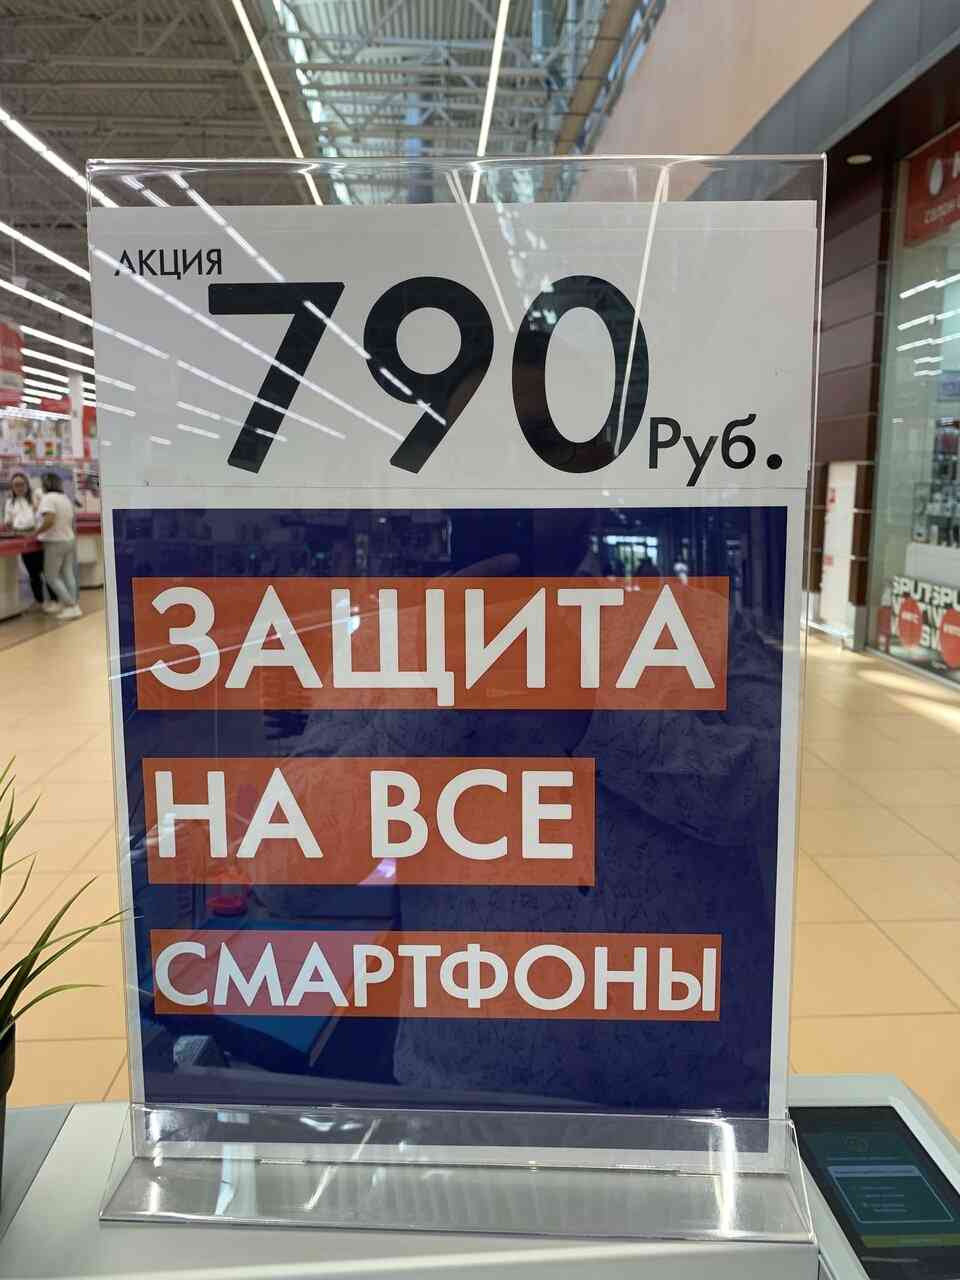 АКЦИЯ
790 Руб.
ЗАЩИТА
НА ВСЕ
СМАРТФОНЫ